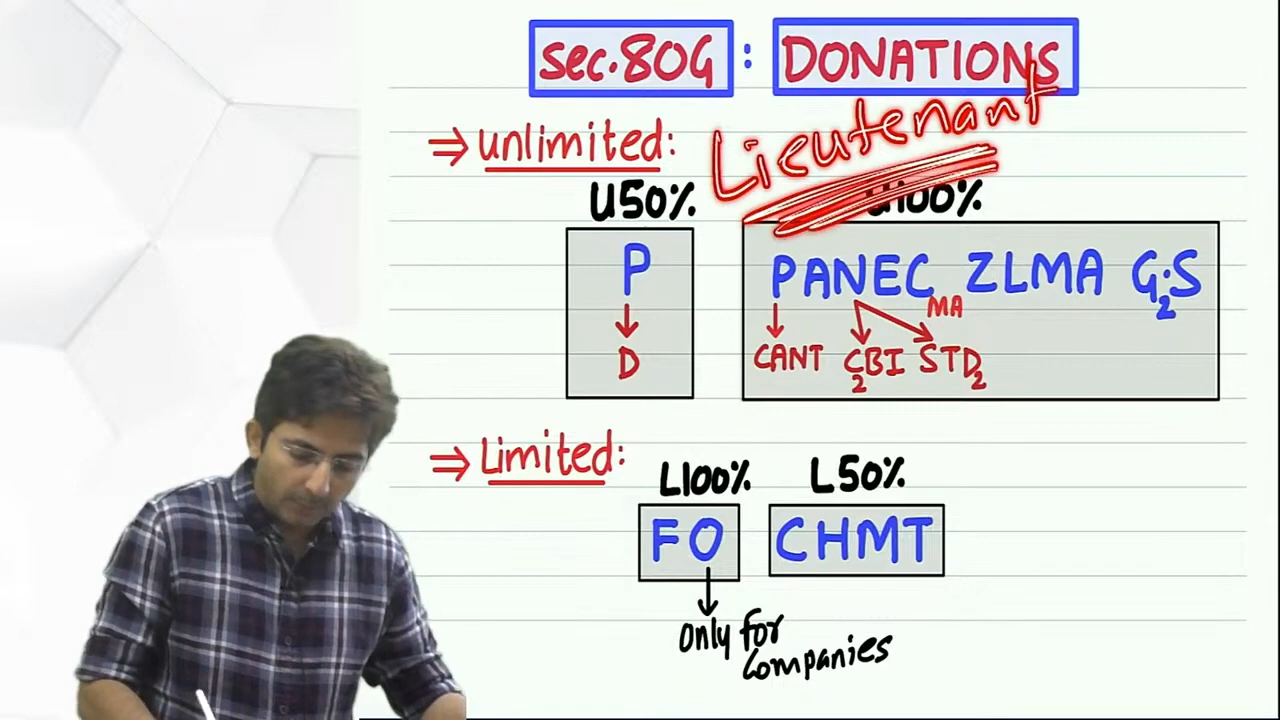 sec.80G : DONATIONS
⇒ unlimited: Lieutenant
U50% U100%
P PANEC ZLMA G₂S
MA
D CANT C₂BI STD₂
⇒ Limited:
L100% L50%
FO CHMT
Only for
Companies